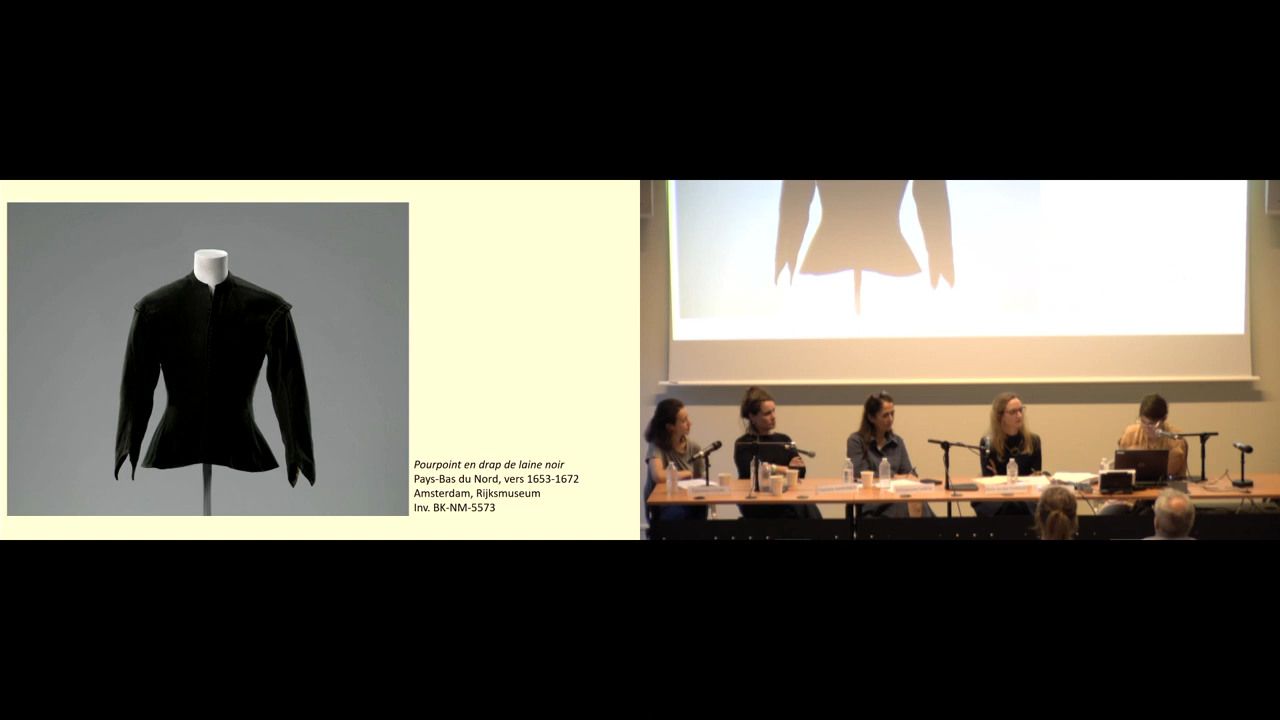 Pourpoint en drap de laine noir
Pays-Bas du Nord, vers 1653-1672
Amsterdam, Rijksmuseum
Inv. BK-NM-5573